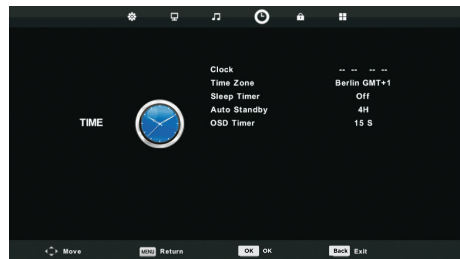 Clock -- -- -- --
Time Zone Berlin GMT+1
Sleep Timer Off
Auto Standby 4H
TIME
OSD Timer 15 S
Move MENU Return OK OK Back Exit